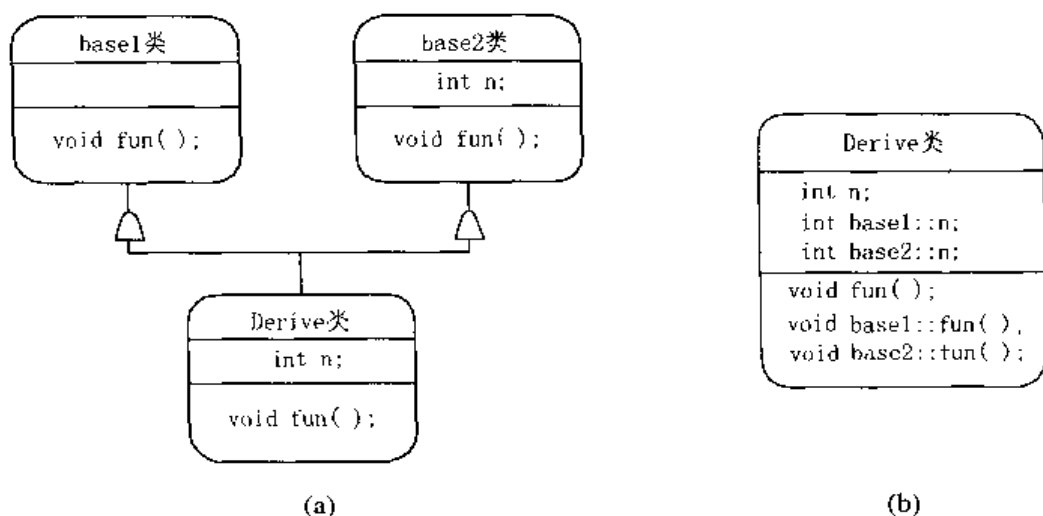 base1类
void fun( );
base2类
int n;
void fun( );
Derive类
int n;
void fun( );
(a)
Derive类
int n;
int base1::n;
int base2::n;
void fun( );
void base1::fun( ),
void base2::fun( );
(b)